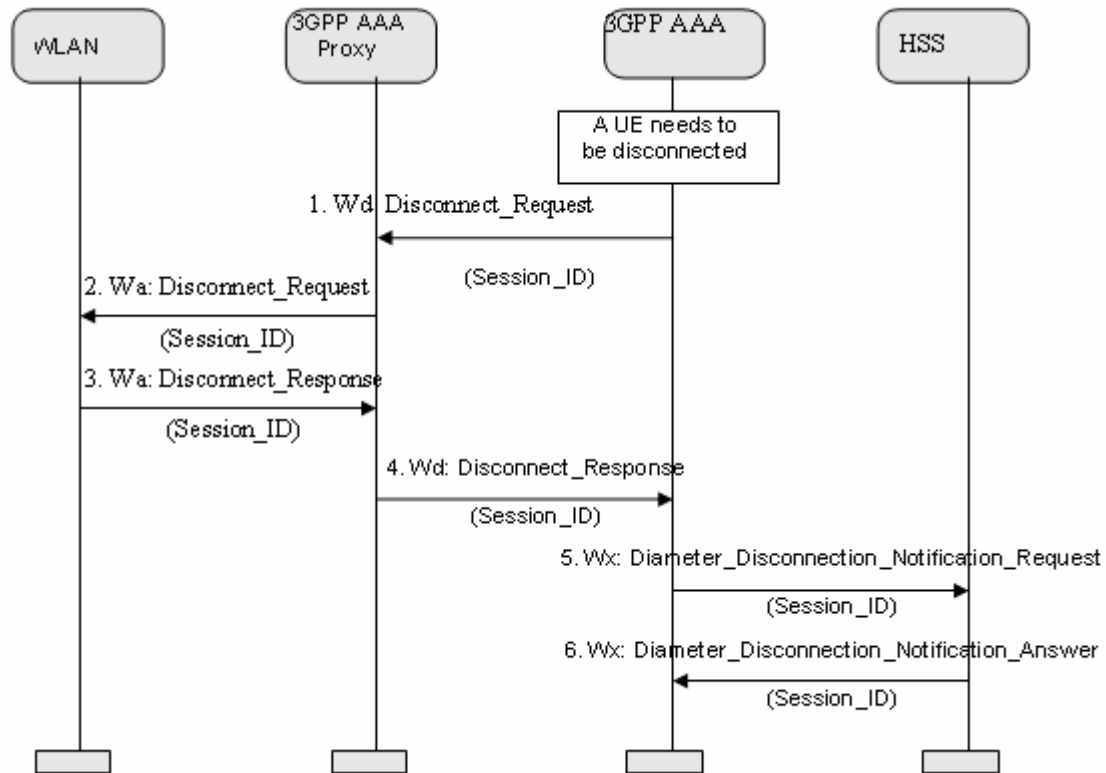 WLAN
3GPP AAA
Proxy
3GPP AAA
HSS
A UE needs to
be disconnected
1. Wd Disconnect_Request
(Session_ID)
2. Wa: Disconnect_Request
(Session_ID)
3. Wa: Disconnect_Response
(Session_ID)
4. Wd: Disconnect_Response
(Session_ID)
5. Wx: Diameter_Disconnection_Notification_Request
(Session_ID)
6. Wx: Diameter_Disconnection_Notification_Answer
(Session_ID)